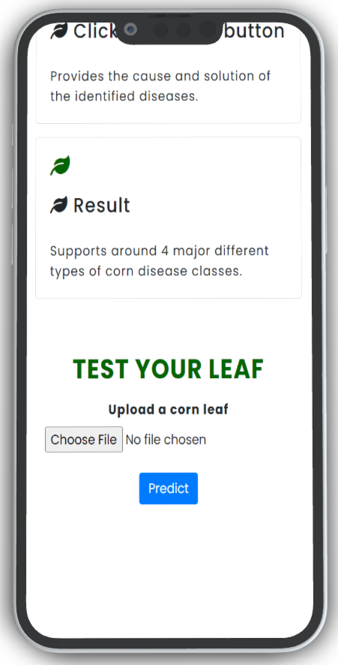 Click button
Provides the cause and solution of
the identified diseases.
Result
Supports around 4 major different
types of corn disease classes.
TEST YOUR LEAF
Upload a corn leaf
Choose File No file chosen
Predict